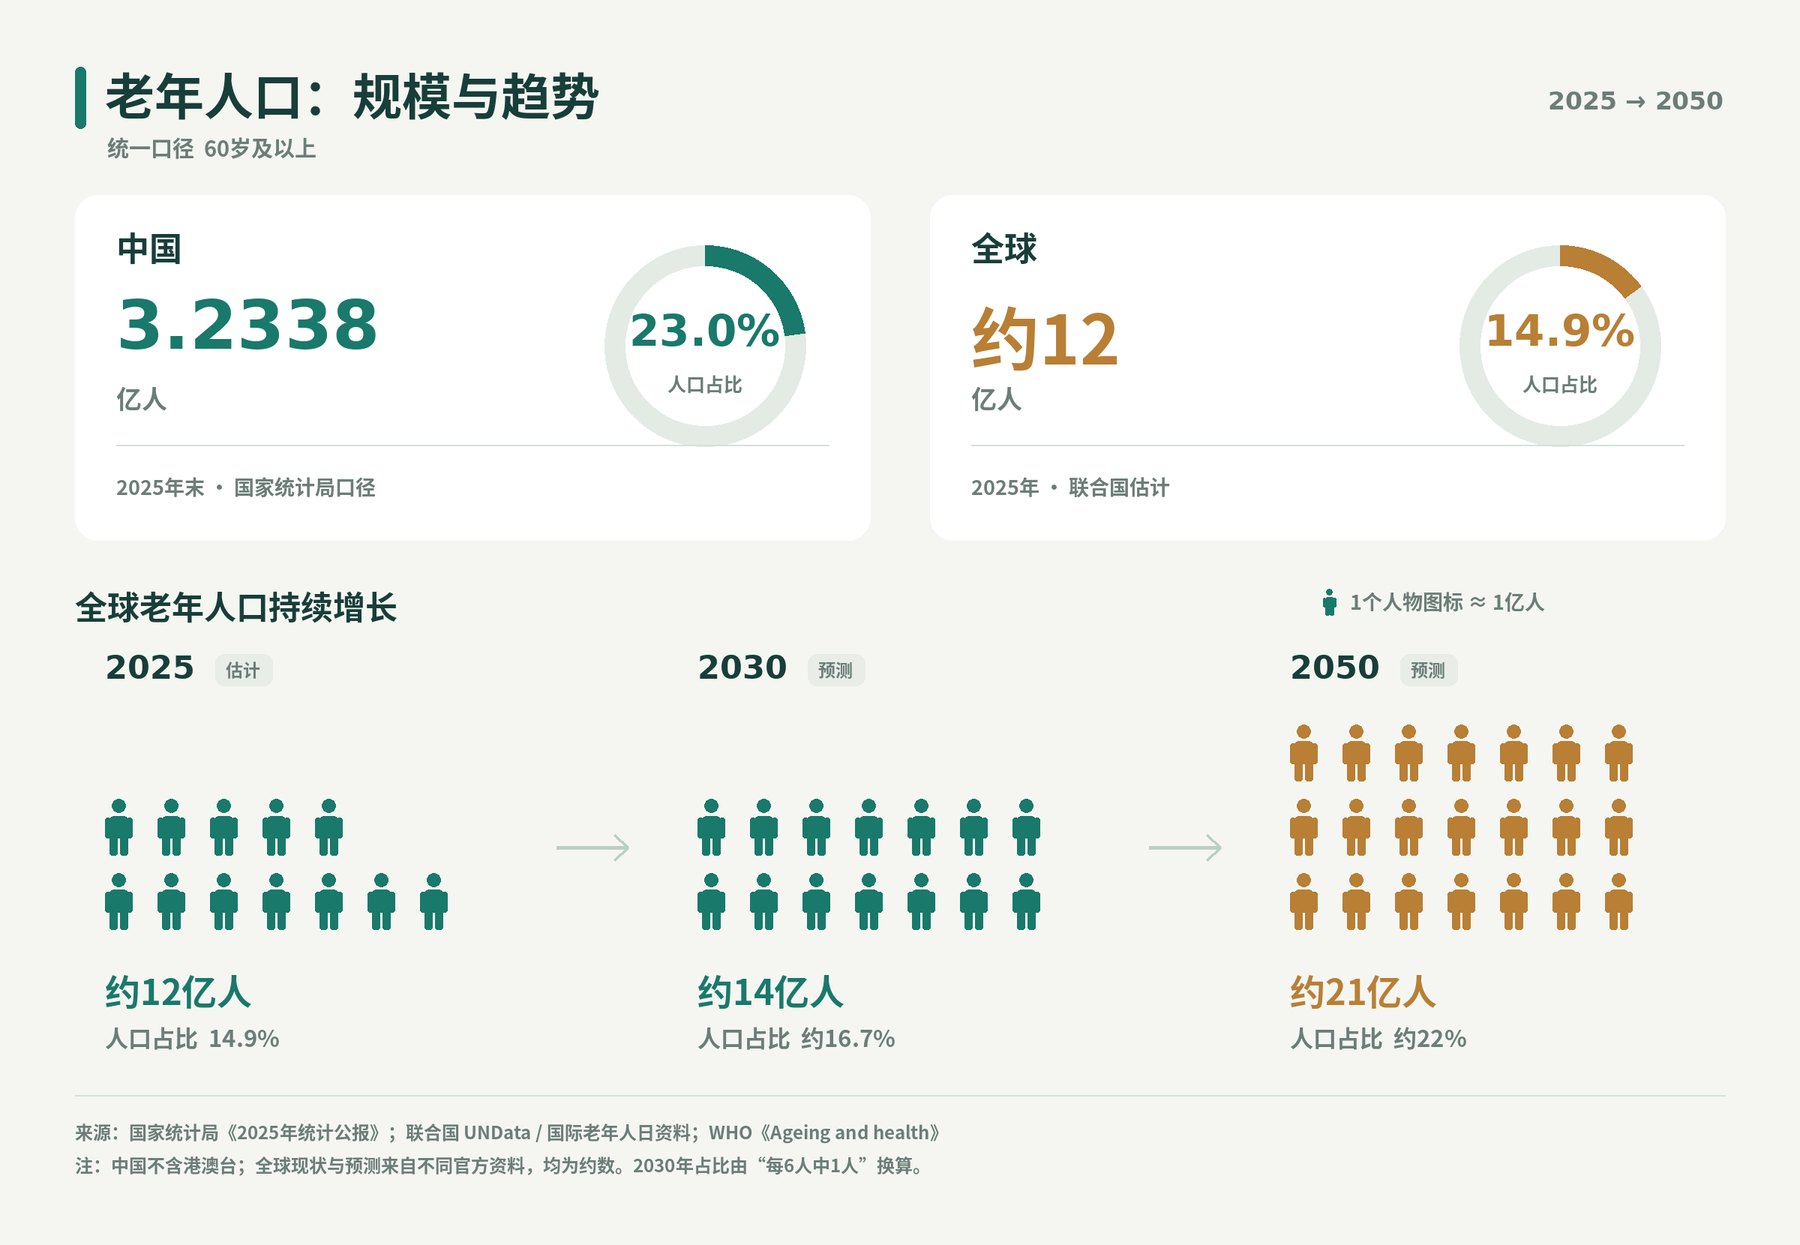 老年人口：规模与趋势
2025 → 2050
统一口径 60岁及以上
中国
3.2338
亿人
23.0%
人口占比
2025年末 · 国家统计局口径
全球
约12
亿人
14.9%
人口占比
2025年 · 联合国估计
全球老年人口持续增长
1个人物图标 ≈ 1亿人
2025 估计
约12亿人
人口占比 14.9%
2030 预测
约14亿人
人口占比 约16.7%
2050 预测
约21亿人
人口占比 约22%
来源：国家统计局《2025年统计公报》；联合国 UNData / 国际老年人日资料；WHO《Ageing and health》
注：中国不含港澳台；全球现状与预测来自不同官方资料，均为约数。2030年占比由“每6人中1人”换算。